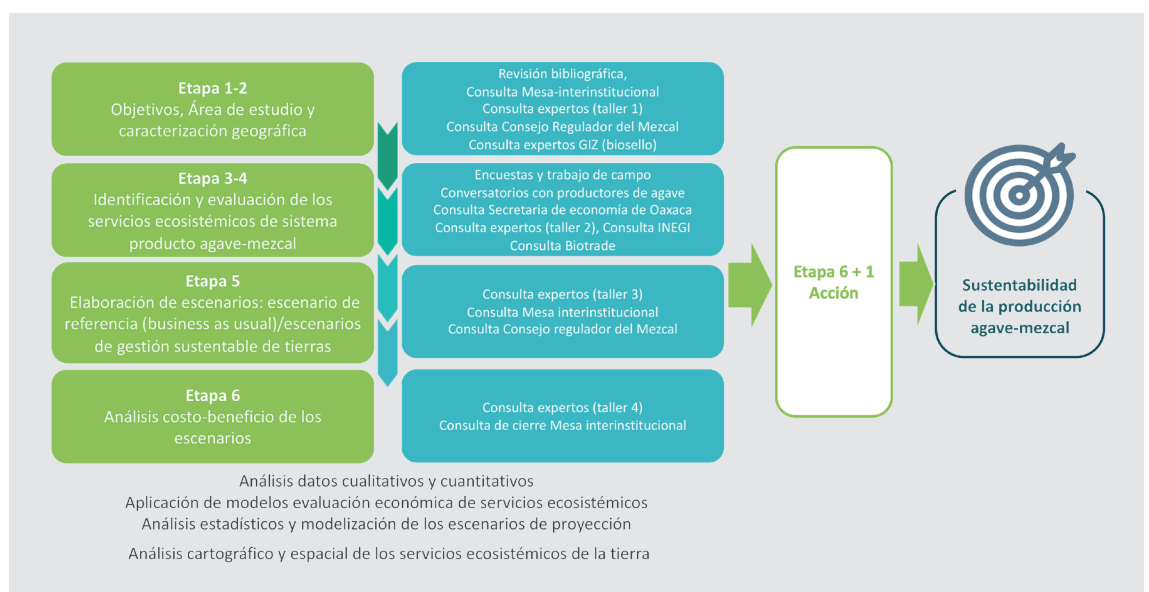 Etapa 1-2
Objetivos, Área de estudio y
caracterización geográfica
Revisión bibliográfica,
Consulta Mesa-interinstitucional
Consulta expertos (taller 1)
Consulta Consejo Regulador del Mezcal
Consulta expertos GIZ (biosello)
Etapa 3-4
Identificación y evaluación de los
servicios ecosistémicos de sistema
producto agave-mezcal
Encuestas y trabajo de campo
Conversatorios con productores de agave
Consulta Secretaria de economía de Oaxaca
Consulta expertos (taller 2), Consulta INEGI
Consulta Biotrade
Etapa 5
Elaboración de escenarios: escenario de
referencia (business as usual)/escenarios
de gestión sustentable de tierras
Consulta expertos (taller 3)
Consulta Mesa interinstitucional
Consulta Consejo regulador del Mezcal
Etapa 6
Análisis costo-beneficio de los
escenarios
Consulta expertos (taller 4)
Consulta de cierre Mesa interinstitucional
Etapa 6 + 1
Acción
Sustentabilidad
de la producción
agave-mezcal
Análisis datos cualitativos y cuantitativos
Aplicación de modelos evaluación económica de servicios ecosistémicos
Análisis estadísticos y modelización de los escenarios de proyección
Análisis cartográfico y espacial de los servicios ecosistémicos de la tierra